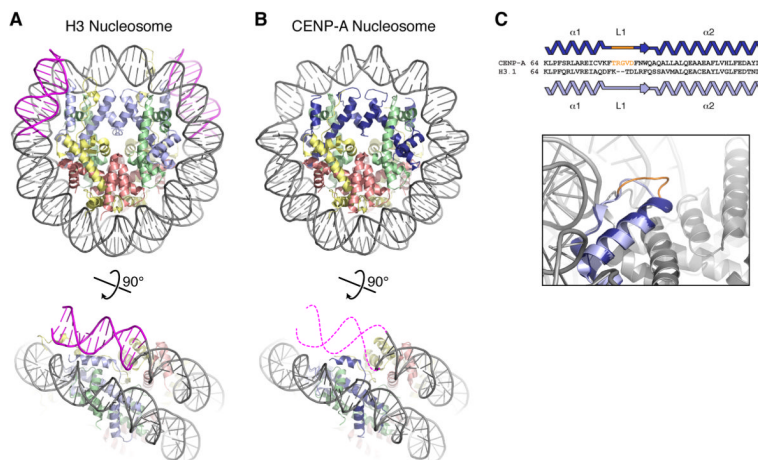 A
H3 Nucleosome
90°
B
CENP-A Nucleosome
90°
C
α1 L1 α2
CENP-A 64 KLPFSRLAREICVKFTRGVDFNWQAQALLALQEAAEAFLVHLFEDAYL
H3.1 64 KLPFQRLVREIAQDFK--TDLRFQSSAVMALQEACEAYLVGLFEDTNL
α1 L1 α2